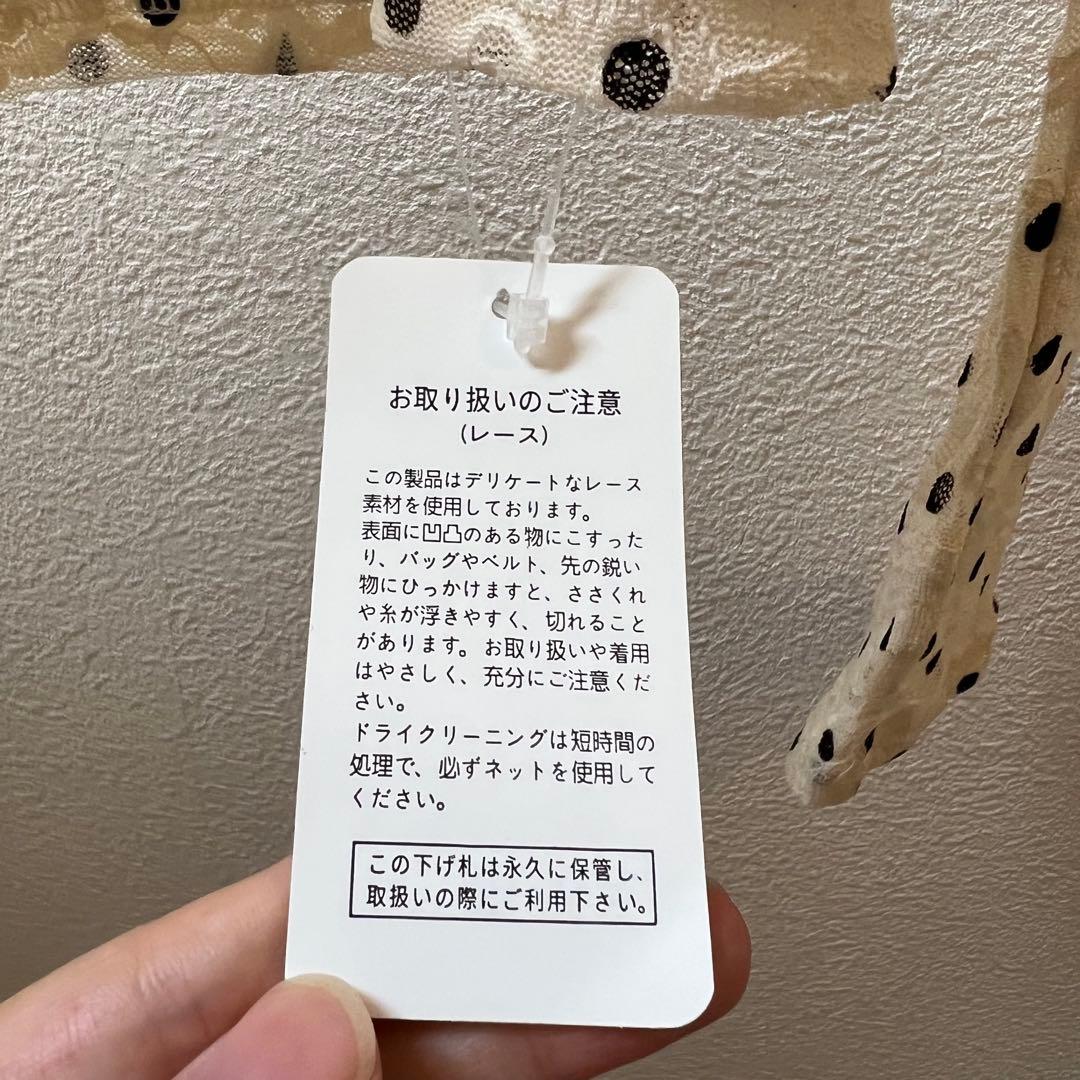 お取り扱いのご注意
(レース)
この製品はデリケートなレース
素材を使用しております。
表面に凹凸のある物にこすった
り、バッグやベルト、先の鋭い
物にひっかけますと、ささくれ
や糸が浮きやすく、切れること
があります。お取り扱いや着用
はやさしく、充分にご注意くだ
さい。
ドライクリーニングは短時間の
処理で、必ずネットを使用して
ください。
この下げ札は永久に保管し、
取扱いの際にご利用下さい。